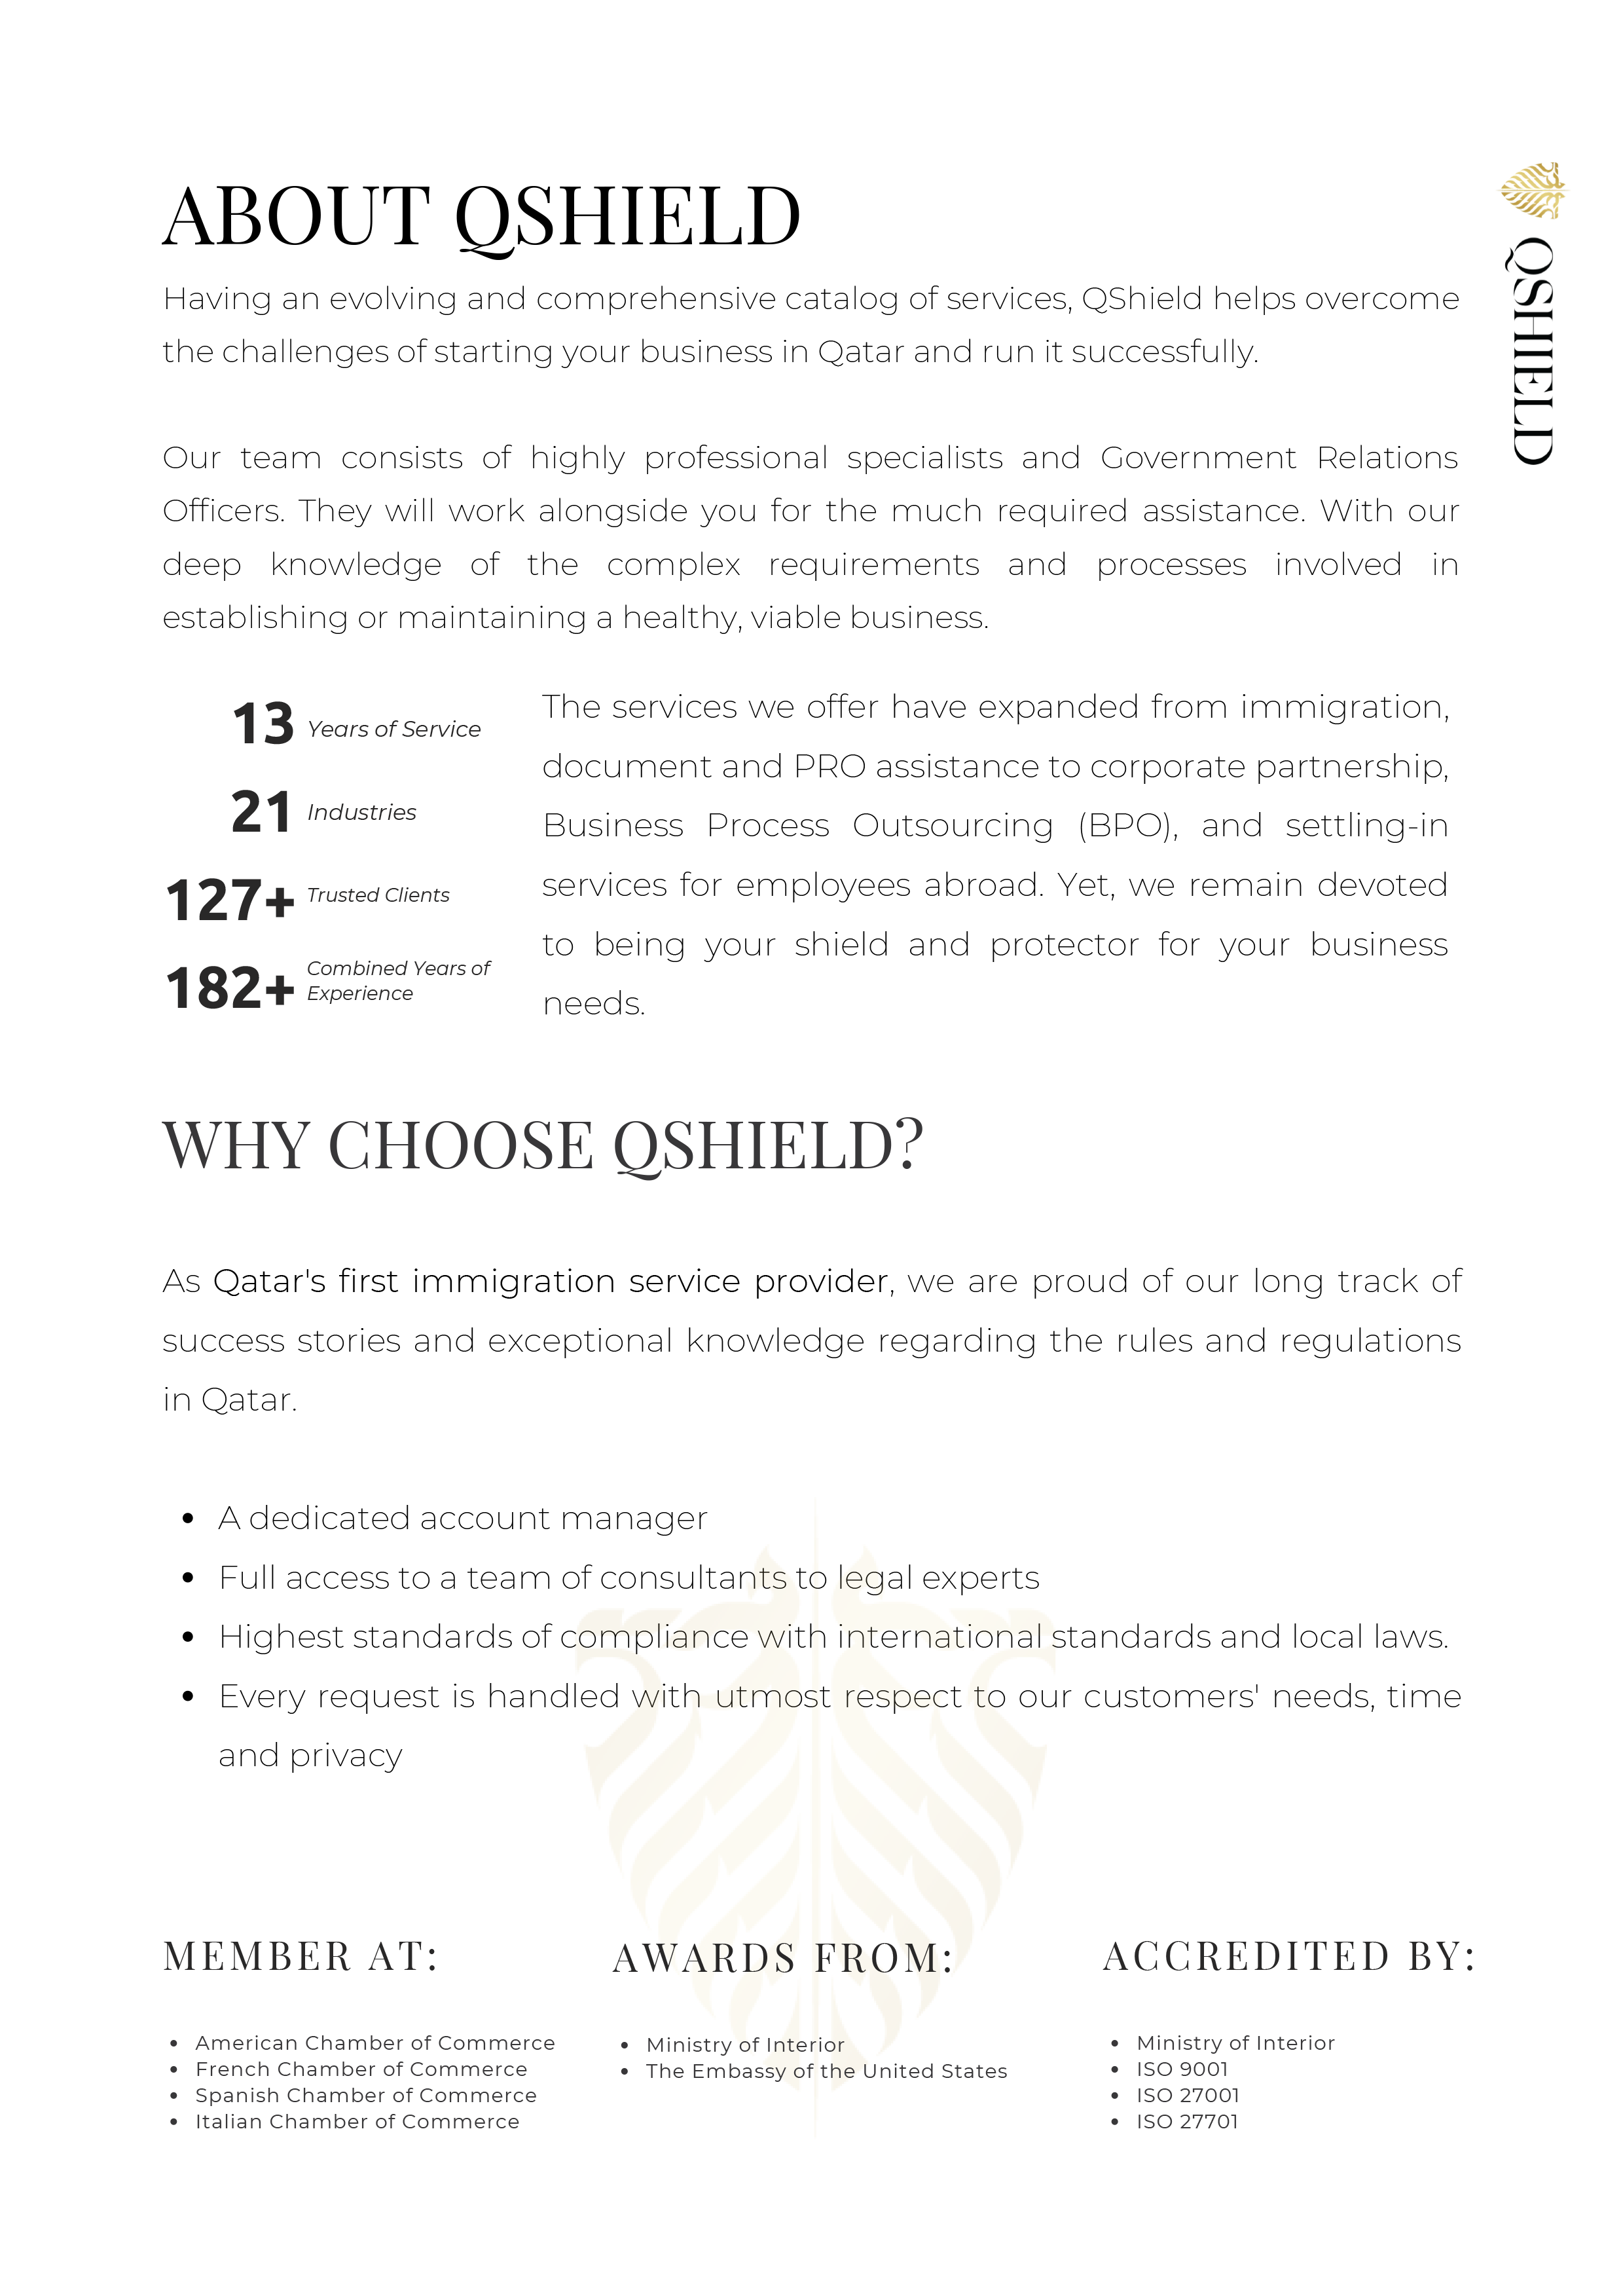 ABOUT QSHIELD
Having an evolving and comprehensive catalog of services, QShield helps overcome
the challenges of starting your business in Qatar and run it successfully.
Our team consists of highly professional specialists and Government Relations
Officers. They will work alongside you for the much required assistance. With our
deep knowledge of the complex requirements and processes involved in
establishing or maintaining a healthy, viable business.
13 Years of Service
21 Industries
127+ Trusted Clients
182+ Combined Years of
Experience
The services we offer have expanded from immigration,
document and PRO assistance to corporate partnership,
Business Process Outsourcing (BPO), and settling-in
services for employees abroad. Yet, we remain devoted
to being your shield and protector for your business
needs.
WHY CHOOSE QSHIELD?
As Qatar's first immigration service provider, we are proud of our long track of
success stories and exceptional knowledge regarding the rules and regulations
in Qatar.
• A dedicated account manager
• Full access to a team of consultants to legal experts
• Highest standards of compliance with international standards and local laws.
• Every request is handled with utmost respect to our customers' needs, time
and privacy
MEMBER AT:
• American Chamber of Commerce
• French Chamber of Commerce
• Spanish Chamber of Commerce
• Italian Chamber of Commerce
AWARDS FROM:
• Ministry of Interior
• The Embassy of the United States
ACCREDITED BY:
• Ministry of Interior
• ISO 9001
• ISO 27001
• ISO 27701
QSHIELD